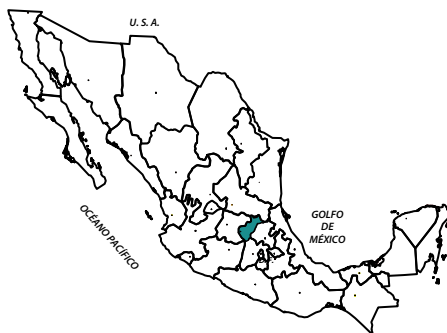 U. S. A.
GOLFO
DE
MÉXICO
OCÉANO PACÍFICO